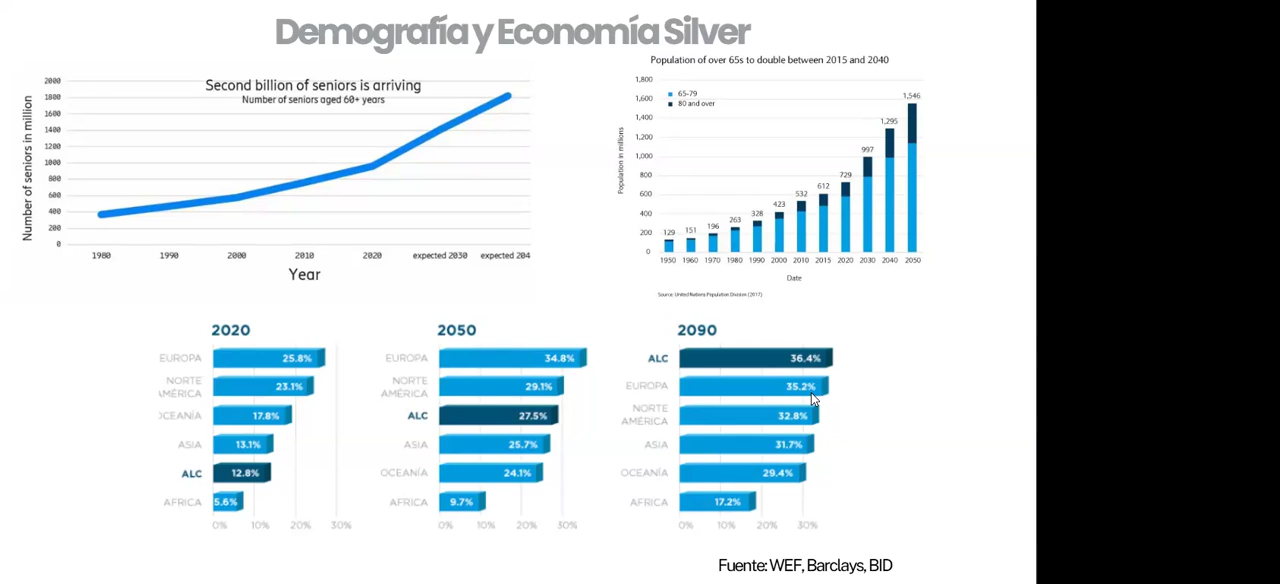 Demografía y Economía Silver
Second billion of seniors is arriving
Number of seniors aged 60+ years
Number of seniors in million
2000
1800
1600
1400
1200
1000
800
600
400
200
0
1980
1990
2000
2010
2020
expected 2030
expected 204
Year
Population of over 65s to double between 2015 and 2040
65-79
80 and over
Population in millions
1,800
1,600
1,400
1,200
1,000
800
600
400
200
0
129
151
196
263
328
423
532
612
729
997
1,295
1,546
1950
1960
1970
1980
1990
2000
2010
2015
2020
2030
2040
2050
Date
Source: United Nations Population Division (2017)
2020
EUROPA 25.8%
NORTE
AMÉRICA 23.1%
OCEANÍA 17.8%
ASIA 13.1%
ALC 12.8%
AFRICA 5.6%
0% 10% 20% 30%
2050
EUROPA 34.8%
NORTE
AMÉRICA 29.1%
ALC 27.5%
ASIA 25.7%
OCEANÍA 24.1%
AFRICA 9.7%
0% 10% 20% 30%
2090
ALC 36.4%
EUROPA 35.2%
NORTE
AMÉRICA 32.8%
ASIA 31.7%
OCEANÍA 29.4%
AFRICA 17.2%
0% 10% 20% 30%
Fuente: WEF, Barclays, BID